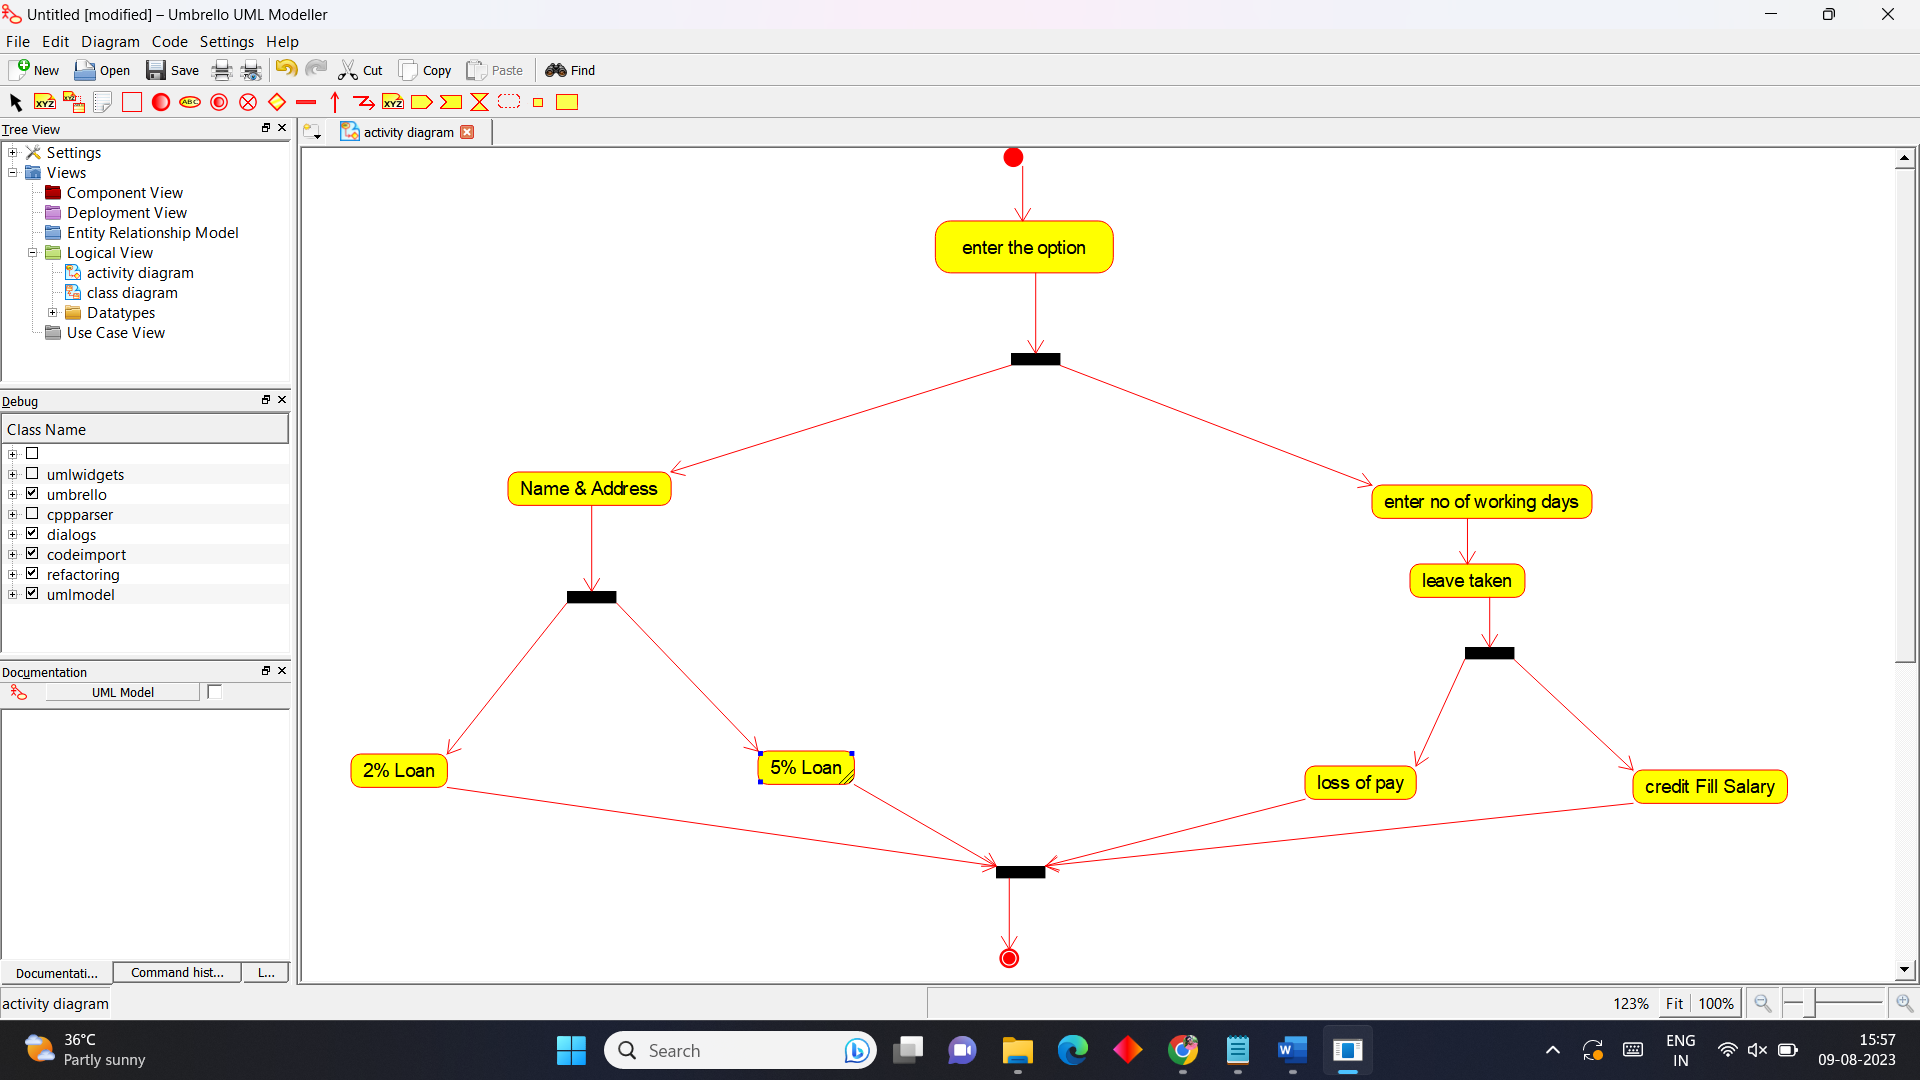 Untitled [modified] – Umbrello UML Modeller
File Edit Diagram Code Settings Help
New Open Save Cut Copy Paste Find
XYZ XYZ ABC XYZ
Tree View
activity diagram
Settings
Views
Component View
Deployment View
Entity Relationship Model
Logical View
activity diagram
class diagram
Datatypes
Use Case View
Debug
Class Name
umlwidgets
umbrello
cppparser
dialogs
codeimport
refactoring
umlmodel
Documentation
UML Model
Documentati... Command hist... L...
enter the option
Name & Address
enter no of working days
leave taken
2% Loan
5% Loan
loss of pay
credit Fill Salary
activity diagram
123% Fit 100%
36°C
Partly sunny
Search
ENG
IN
15:57
09-08-2023